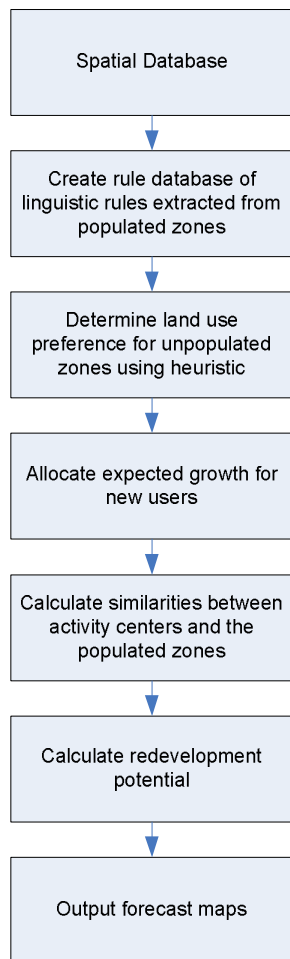 Spatial Database
Create rule database of
linguistic rules extracted from
populated zones
Determine land use
preference for unpopulated
zones using heuristic
Allocate expected growth for
new users
Calculate similarities between
activity centers and the
populated zones
Calculate redevelopment
potential
Output forecast maps